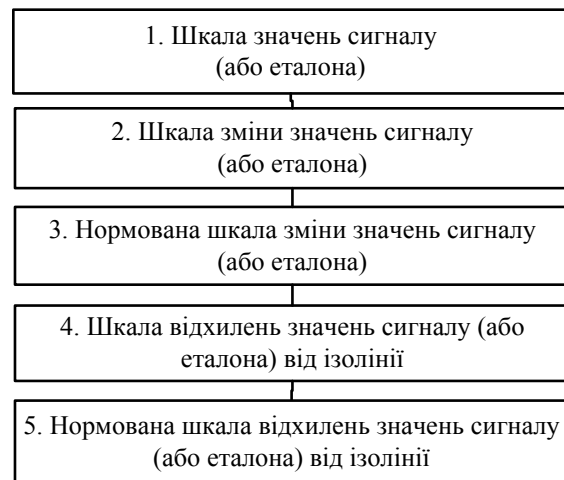 1. Шкала значень сигналу
(або еталона)
2. Шкала зміни значень сигналу
(або еталона)
3. Нормована шкала зміни значень сигналу
(або еталона)
4. Шкала відхилень значень сигналу (або
еталона) від ізолінії
5. Нормована шкала відхилень значень сигналу
(або еталона) від ізолінії